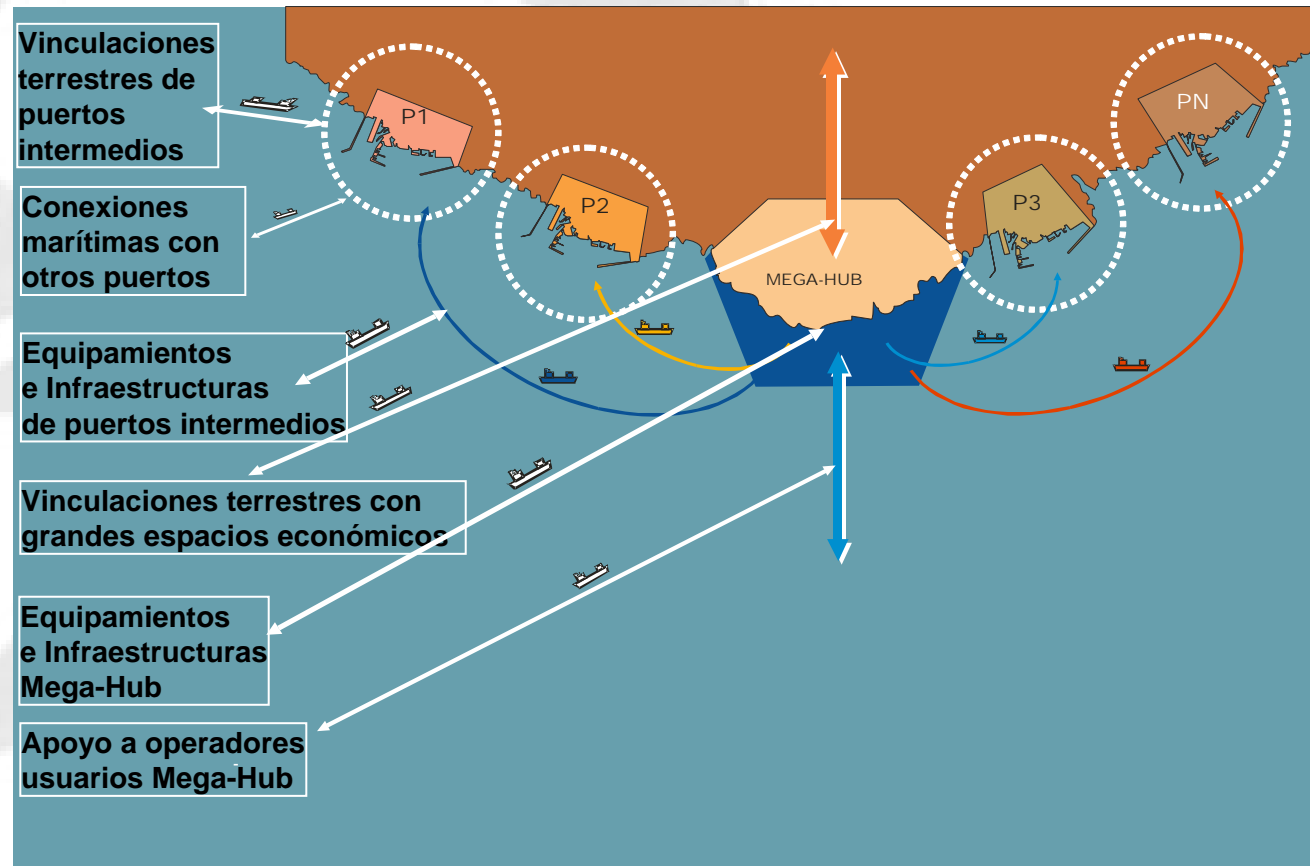 Vinculaciones
terrestres de
puertos
intermedios
Conexiones
marítimas con
otros puertos
Equipamientos
e Infraestructuras
de puertos intermedios
Vinculaciones terrestres con
grandes espacios económicos
Equipamientos
e Infraestructuras
Mega-Hub
Apoyo a operadores
usuarios Mega-Hub
P1
P2
MEGA-HUB
P3
PN